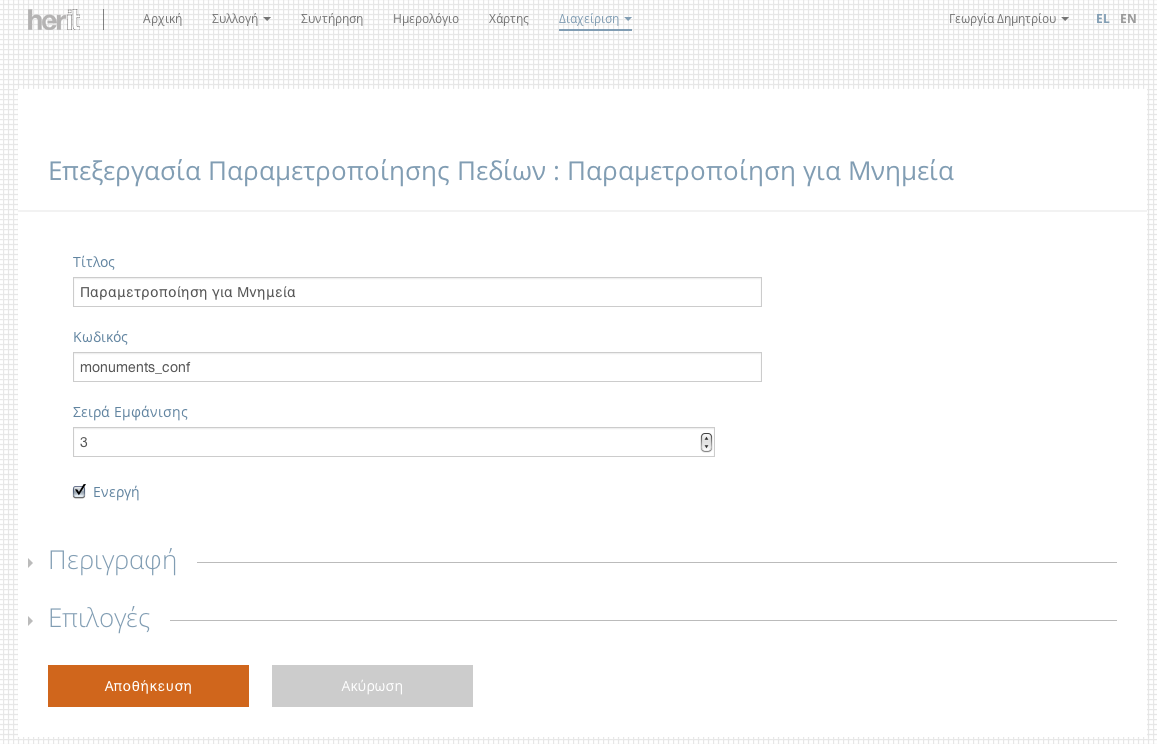 herit Αρχική Συλλογή Συντήρηση Ημερολόγιο Χάρτης Διαχείριση Γεωργία Δημητρίου EL EN
Επεξεργασία Παραμετροποίησης Πεδίων : Παραμετροποίηση για Μνημεία
Τίτλος
Παραμετροποίηση για Μνημεία
Κωδικός
monuments_conf
Σειρά Εμφάνισης
3
Ενεργή
Περιγραφή
Επιλογές
Αποθήκευση Ακύρωση